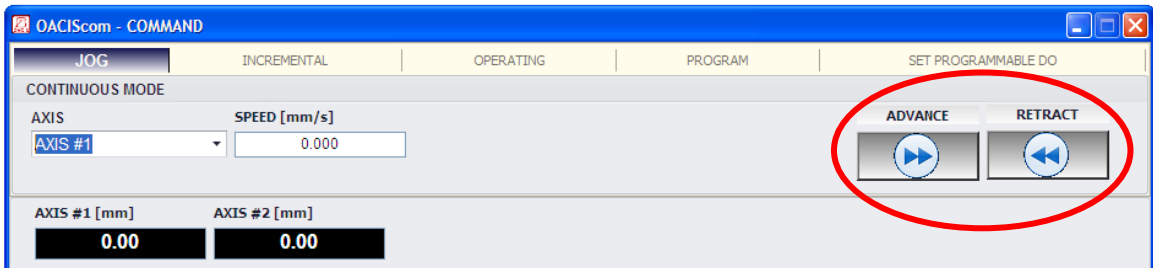 OACIScom - COMMAND
JOG INCREMENTAL OPERATING PROGRAM SET PROGRAMMABLE DO
CONTINUOUS MODE
AXIS SPEED [mm/s] ADVANCE RETRACT
AXIS #1 0.000
AXIS #1 [mm] AXIS #2 [mm]
0.00 0.00